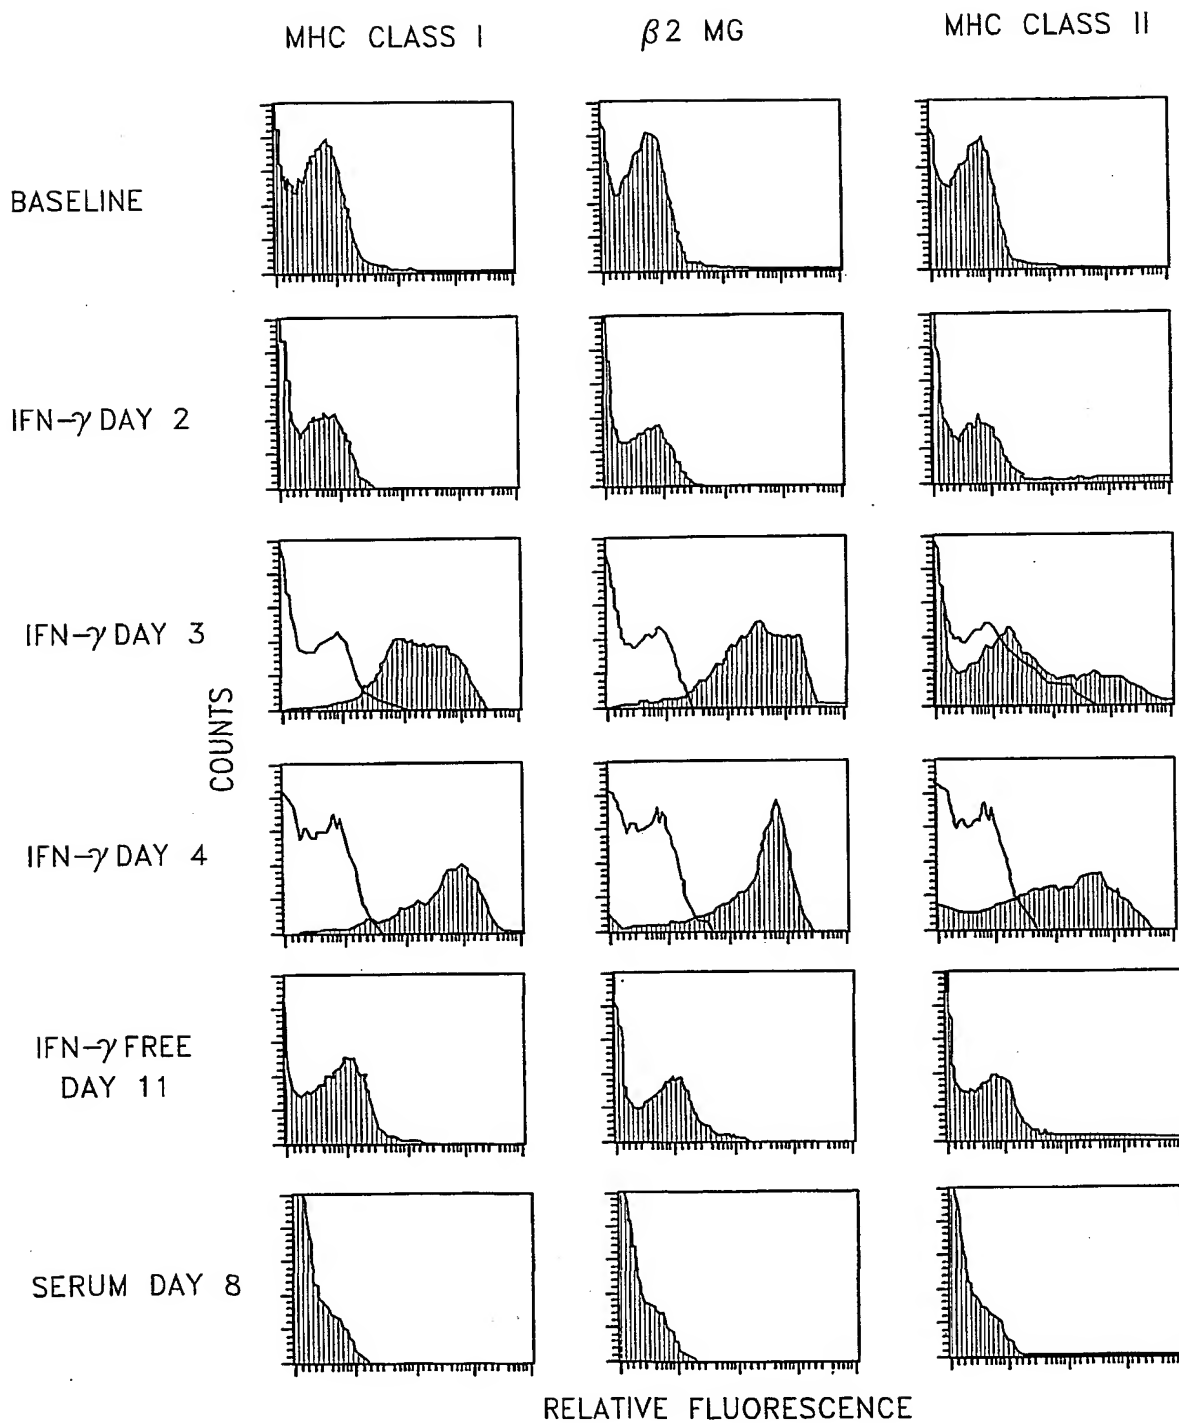 MHC CLASS I
β2 MG
MHC CLASS II
BASELINE
IFN-γ DAY 2
IFN-γ DAY 3
IFN-γ DAY 4
IFN-γ FREE
DAY 11
SERUM DAY 8
COUNTS
RELATIVE FLUORESCENCE